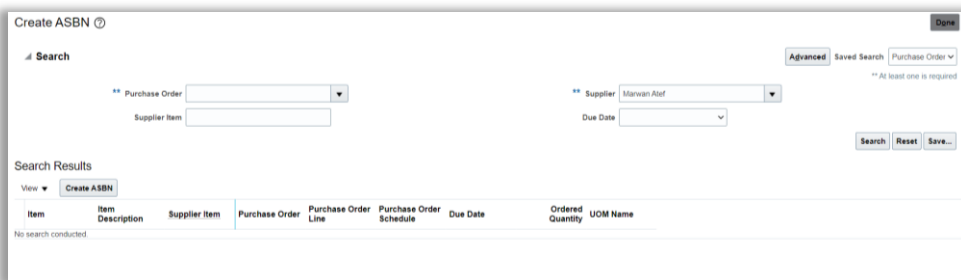 Create ASBN
Done
Search
Advanced Saved Search Purchase Order
** At least one is required
** Purchase Order
** Supplier Marwan Atef
Supplier Item
Due Date
Search Reset Save...
Search Results
View Create ASBN
Item Item Description Supplier Item Purchase Order Purchase Order Line Purchase Order Schedule Due Date Ordered Quantity UOM Name
No search conducted.